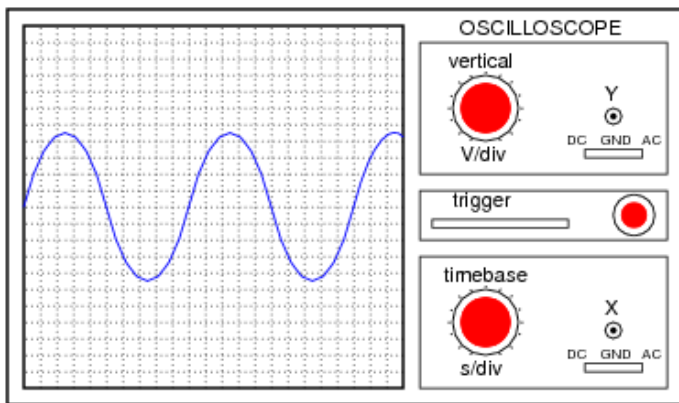 OSCILLOSCOPE
vertical
Y
DC GND AC
V/div
trigger
timebase
X
DC GND AC
s/div